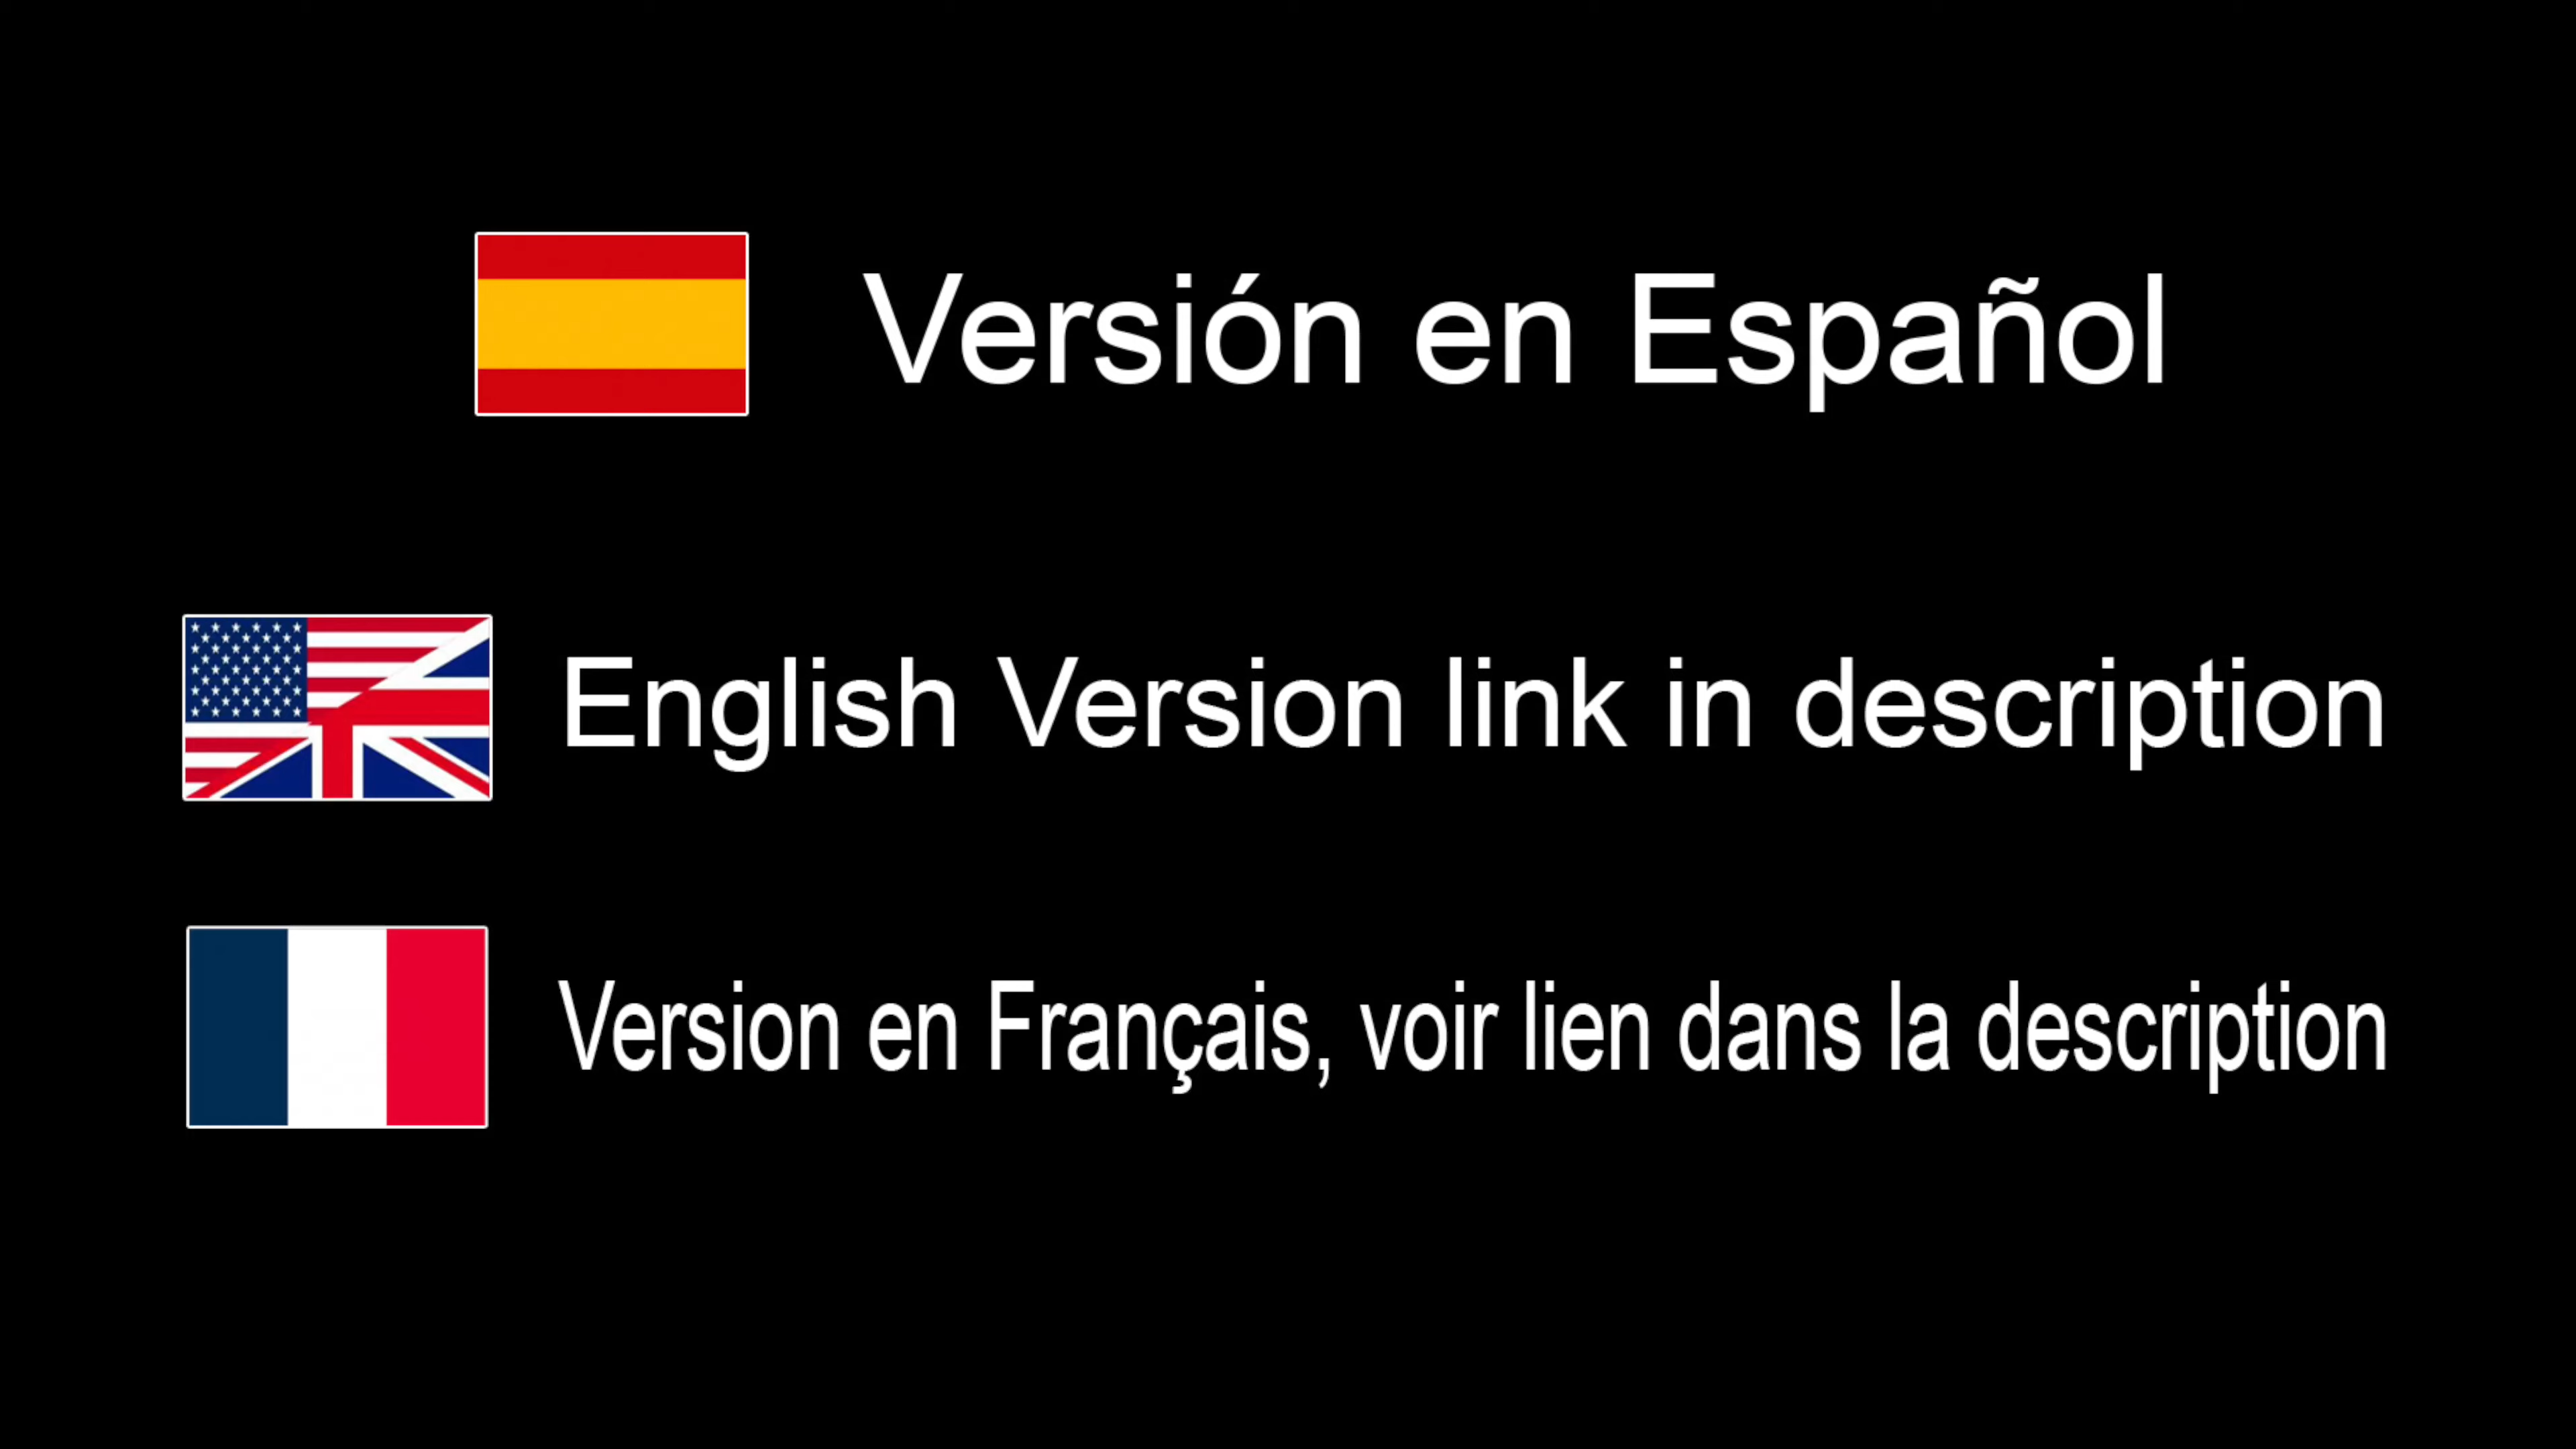 Versión en Español
English Version link in description
Version en Français, voir lien dans la description